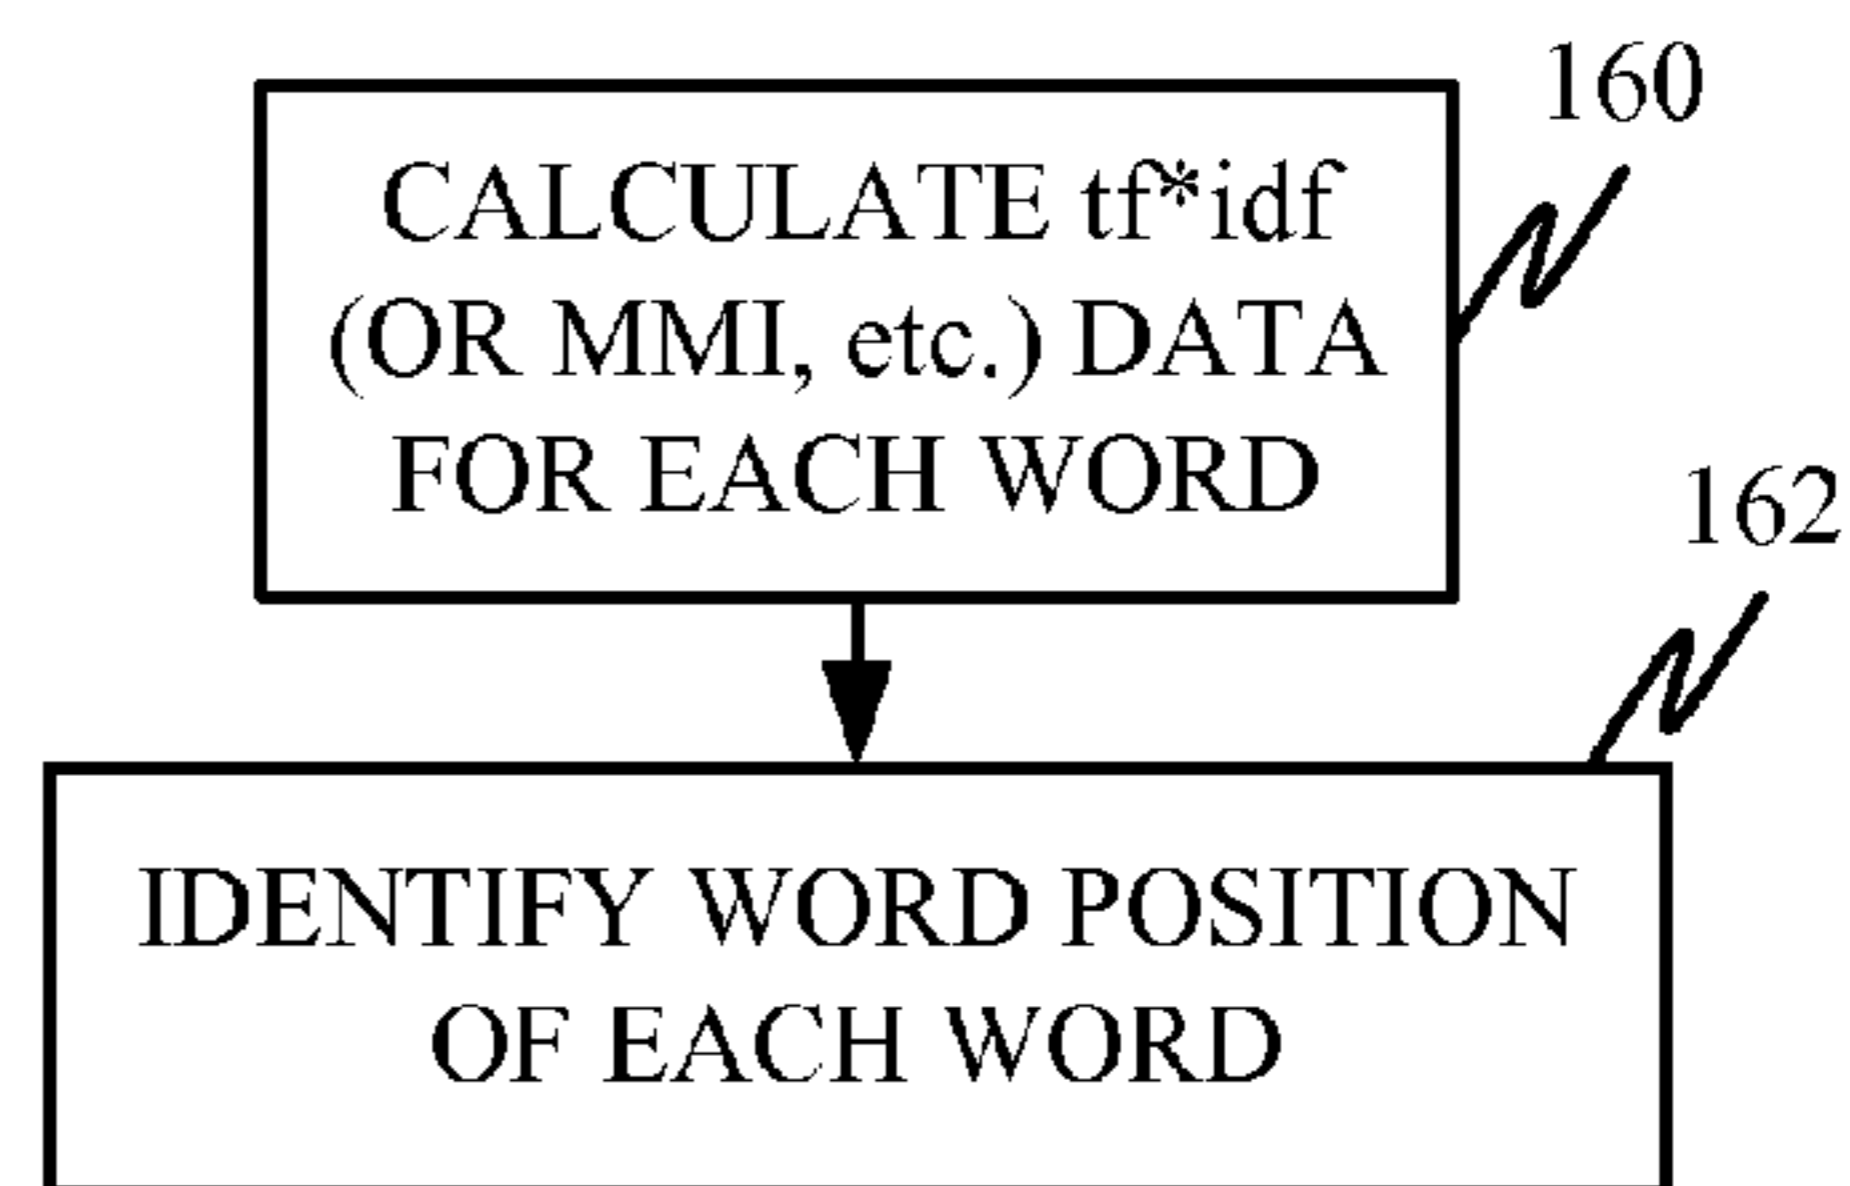 160
CALCULATE tf*idf
(OR MMI, etc.) DATA
FOR EACH WORD
162
IDENTIFY WORD POSITION
OF EACH WORD